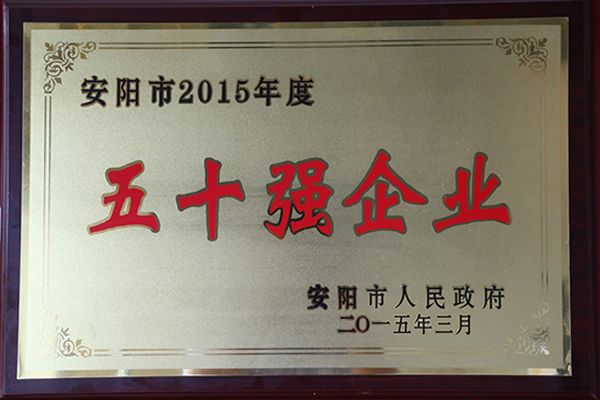 安阳市2015年度
五十强企业
安阳市人民政府
二〇一五年三月